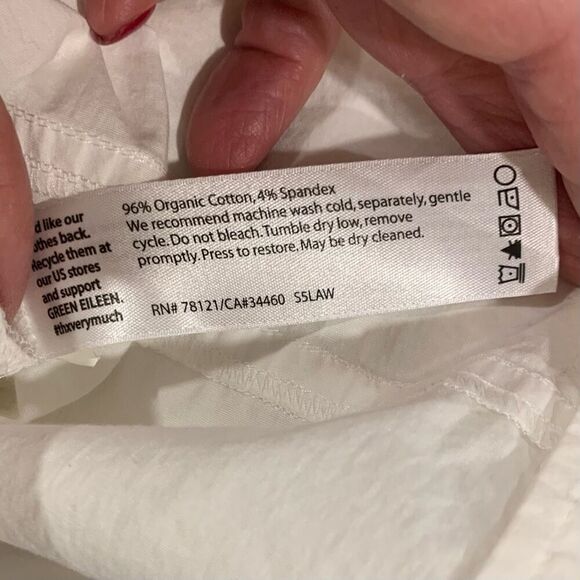 d like our
othes back.
Recycle them at
our US stores
and support
GREEN EILEEN.
#thxverymuch
96% Organic Cotton, 4% Spandex
We recommend machine wash cold, separately, gentle
cycle. Do not bleach. Tumble dry low, remove
promptly. Press to restore. May be dry cleaned.
RN# 78121/CA#34460 S5LAW